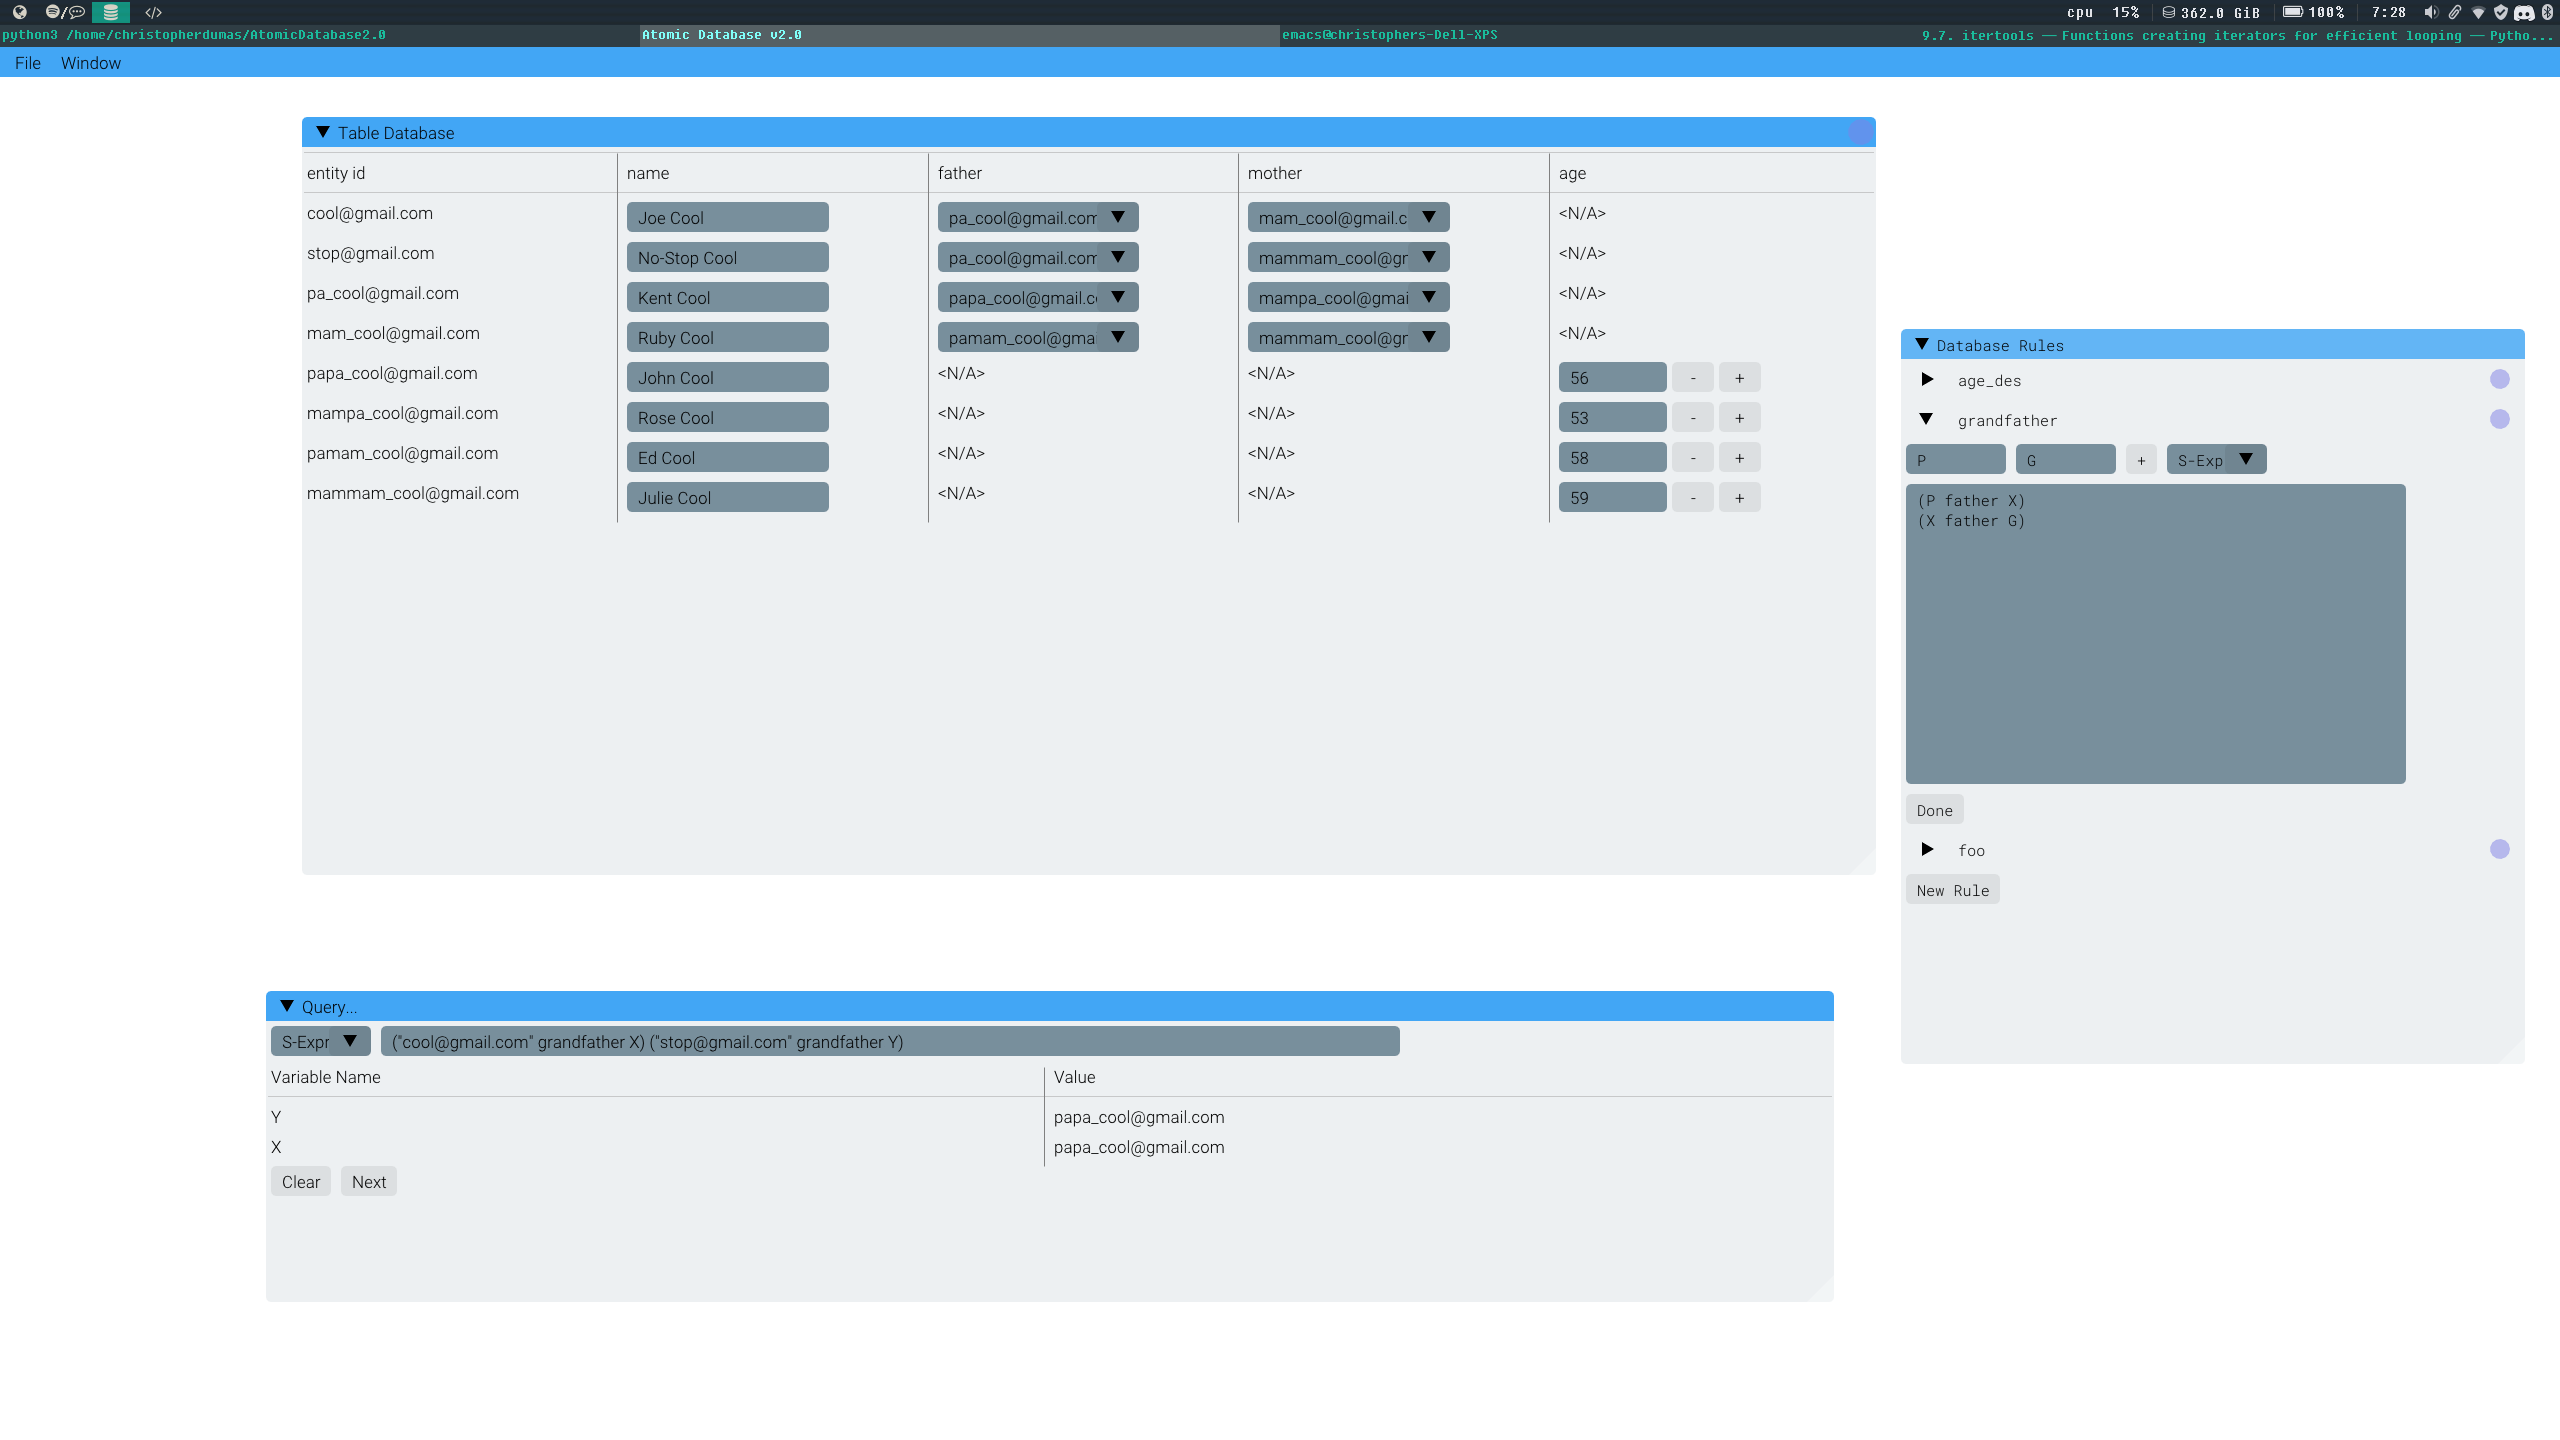 / </> cpu 15% 362.0 GiB 100% 7:28
python3 /home/christopherdumas/AtomicDatabase2.0 Atomic Database v2.0 emacs@christophers-Dell-XPS 9.7. itertools — Functions creating iterators for efficient looping — Pytho...
File Window
Table Database
entity id name father mother age
cool@gmail.com Joe Cool pa_cool@gmail.com mam_cool@gmail.c <N/A>
stop@gmail.com No-Stop Cool pa_cool@gmail.com mammam_cool@gm <N/A>
pa_cool@gmail.com Kent Cool papa_cool@gmail.co mampa_cool@gmai <N/A>
mam_cool@gmail.com Ruby Cool pamam_cool@gmai mammam_cool@gm <N/A>
papa_cool@gmail.com John Cool <N/A> <N/A> 56 - +
mampa_cool@gmail.com Rose Cool <N/A> <N/A> 53 - +
pamam_cool@gmail.com Ed Cool <N/A> <N/A> 58 - +
mammam_cool@gmail.com Julie Cool <N/A> <N/A> 59 - +
Database Rules
age_des
grandfather
P G + S-Exp
(P father X)
(X father G)
Done
foo
New Rule
Query...
S-Expr ("cool@gmail.com" grandfather X) ("stop@gmail.com" grandfather Y)
Variable Name Value
Y papa_cool@gmail.com
X papa_cool@gmail.com
Clear Next